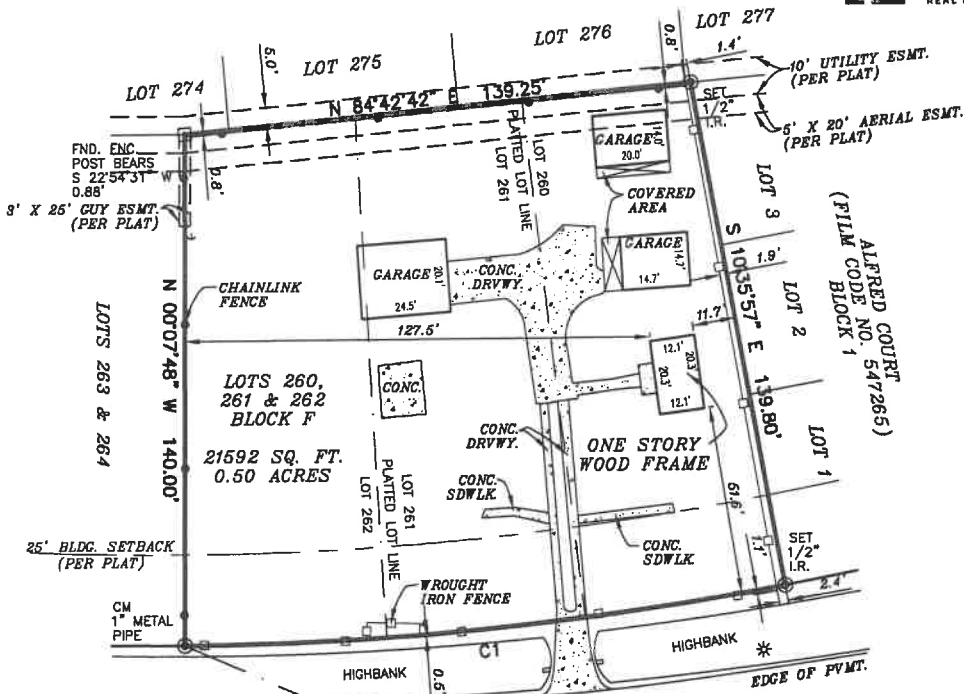 REAL
LOT 277
LOT 276
LOT 275
LOT 274
5.0'
0.8'
1.4'
10' UTILITY ESMT.
(PER PLAT)
N 84°42'42" E 139.25'
SET
1/2"
I.R.
5' X 20' AERIAL ESMT.
(PER PLAT)
FND. ENC.
POST BEARS
S 22°54'31" W
0.88'
0.8'
3' X 25' GUY ESMT.
(PER PLAT)
LOT 260
PLATTED LOT LINE
LOT 261
GARAGE
20.0'
COVERED
AREA
LOT 3
ALFRED COURT
(FILM CODE NO. 547265)
BLOCK 1
GARAGE
14.7'
14.7'
1.9'
GARAGE
20.1'
24.5'
CONC.
DRVWY.
CHAINLINK
FENCE
N 00°07'48" W 140.00'
LOTS 263 & 264
127.5'
11.7'
S 10°35'57" E 139.80'
LOT 2
12.1'
20.3'
20.3'
12.1'
LOTS 260,
261 & 262
BLOCK F
21592 SQ. FT.
0.50 ACRES
CONC.
CONC.
DRVWY.
ONE STORY
WOOD FRAME
LOT 1
LOT 261
PLATTED LOT LINE
LOT 262
CONC.
SDWLK
CONC.
SDWLK
51.6'
25' BLDG. SETBACK
(PER PLAT)
1.1'
SET
1/2"
I.R.
2.4'
WROUGHT
IRON FENCE
CM
1" METAL
PIPE
HIGHBANK
0.5'
C1
HIGHBANK
EDGE OF PVMT.